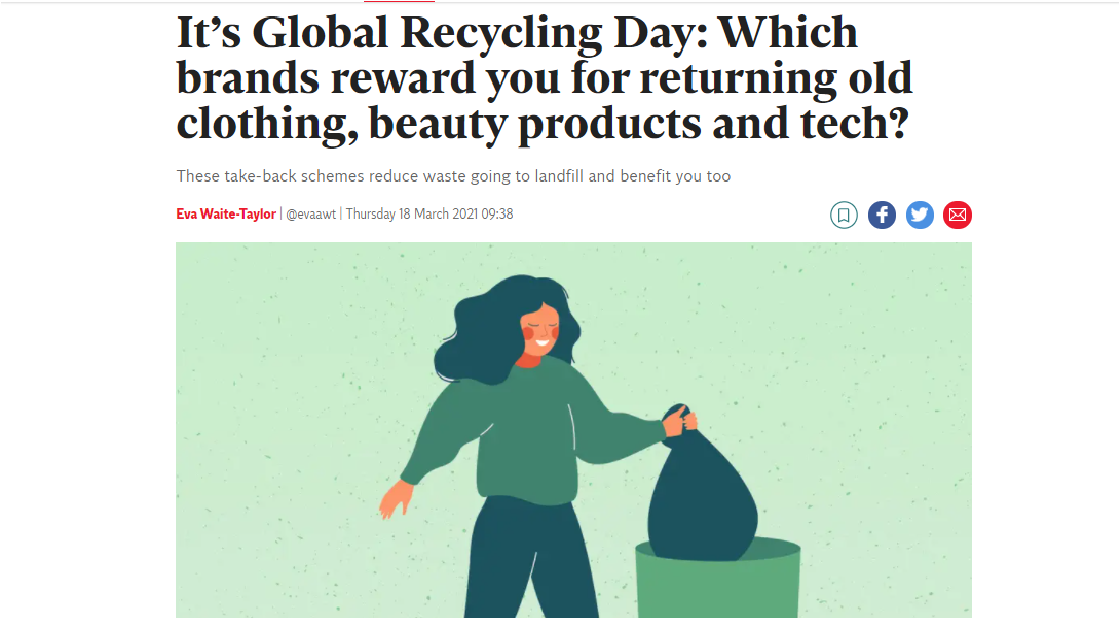 It’s Global Recycling Day: Which
brands reward you for returning old
clothing, beauty products and tech?
These take-back schemes reduce waste going to landfill and benefit you too
Eva Waite-Taylor | @evaawt | Thursday 18 March 2021 09:38